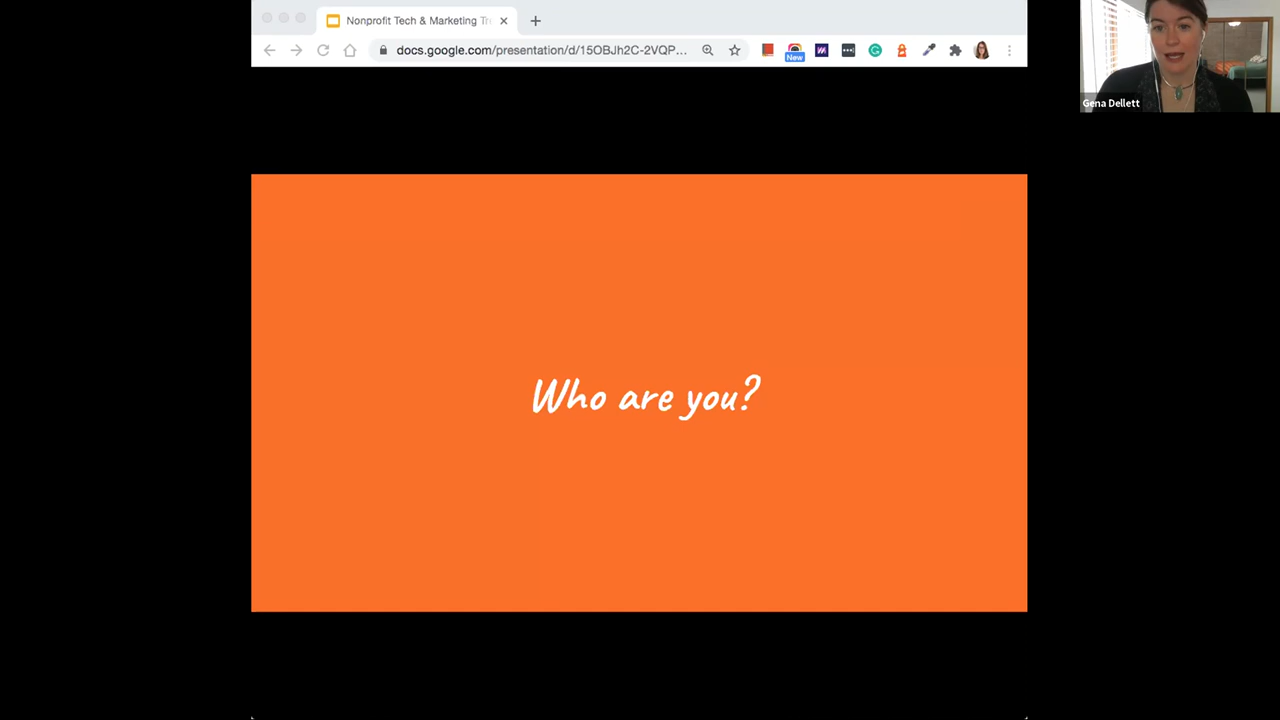 Nonprofit Tech & Marketing Tr
docs.google.com/presentation/d/15OBJh2C-2VQP...
New
Gena Dellett
Who are you?